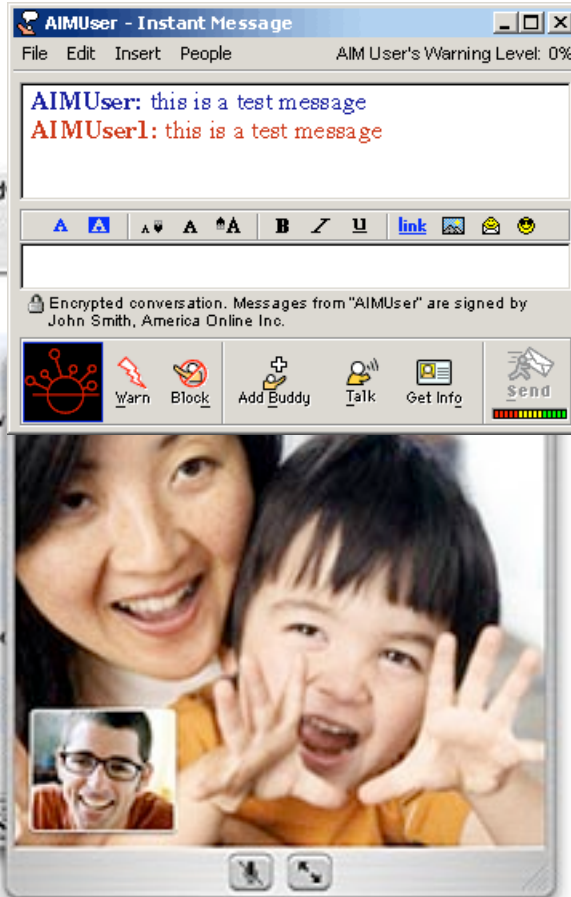 AIMUser - Instant Message
File Edit Insert People AIM User's Warning Level: 0%
AIMUser: this is a test message
AIMUser1: this is a test message
A A A A A B I U link
Encrypted conversation. Messages from "AIMUser" are signed by
John Smith, America Online Inc.
Warn Block Add Buddy Talk Get Info Send